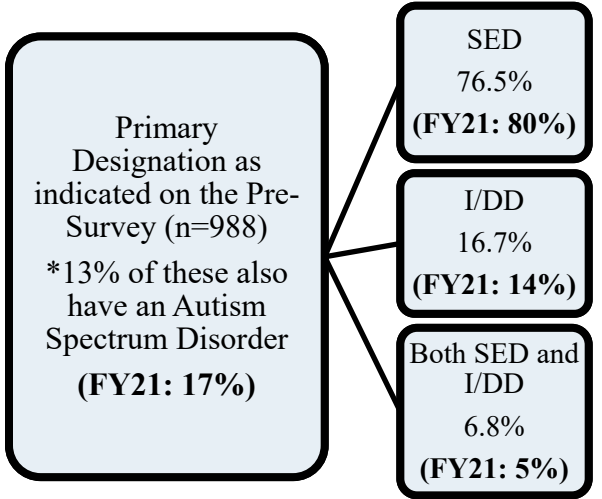 Primary
Designation as
indicated on the Pre-
Survey (n=988)
*13% of these also
have an Autism
Spectrum Disorder
(FY21: 17%)
SED
76.5%
(FY21: 80%)
I/DD
16.7%
(FY21: 14%)
Both SED and
I/DD
6.8%
(FY21: 5%)